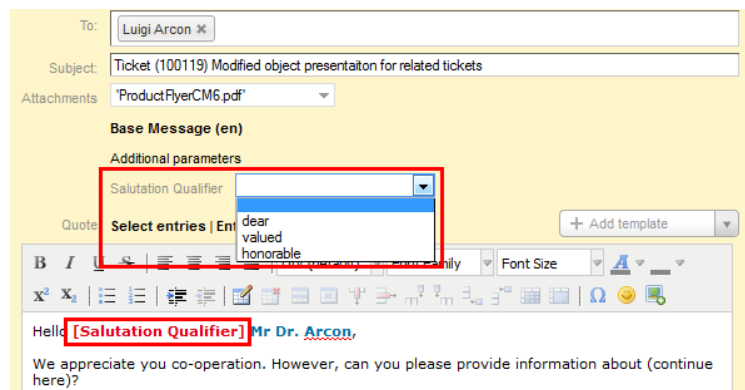 To: Luigi Arcon ×
Subject: Ticket (100119) Modified object presentaiton for related tickets
Attachments 'ProductFlyerCM6.pdf'
Base Message (en)
Additional parameters
Salutation Qualifier
dear
valued
honorable
Quote Select entries | Ent
+ Add template
B I U S Family Font Size A
x² x₂ Ω
Hello [Salutation Qualifier] Mr Dr. Arcon,
We appreciate you co-operation. However, can you please provide information about (continue
here)?